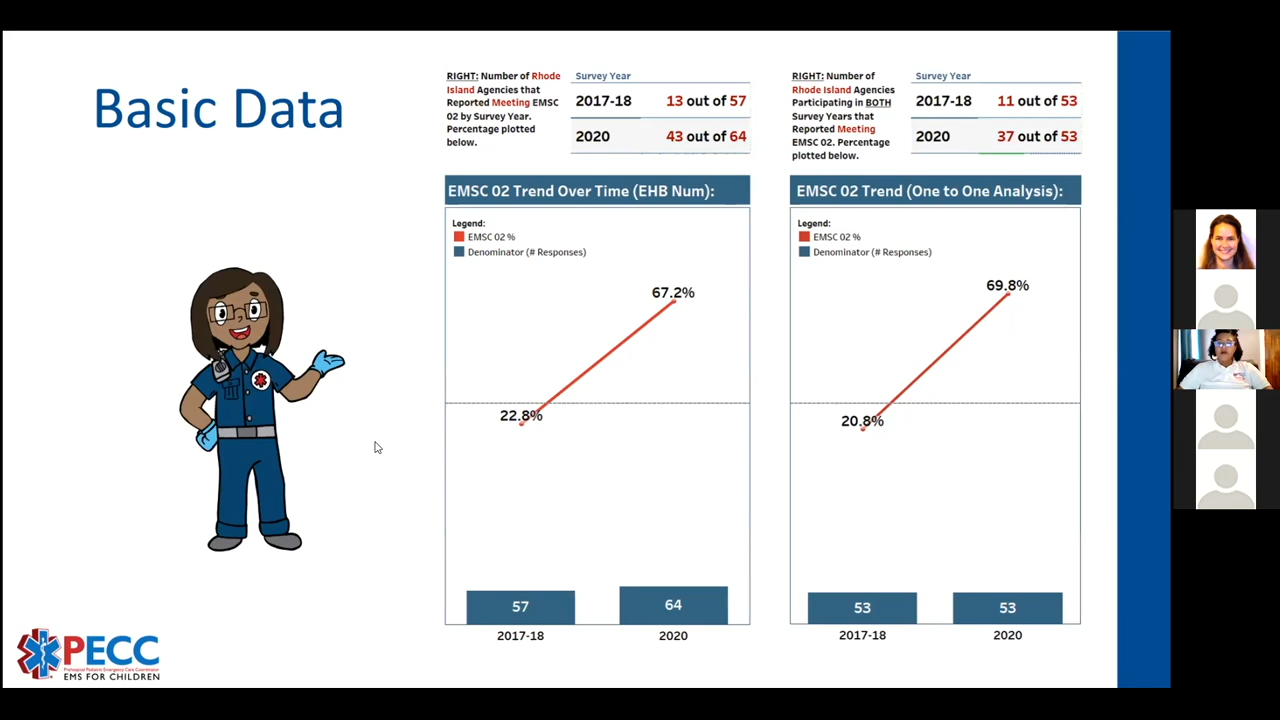 Basic Data
RIGHT: Number of Rhode
Island Agencies that
Reported Meeting EMSC
02 by Survey Year.
Percentage plotted
below.
Survey Year
2017-18 13 out of 57
2020 43 out of 64
EMSC 02 Trend Over Time (EHB Num):
Legend:
EMSC 02 %
Denominator (# Responses)
67.2%
22.8%
57
64
2017-18
2020
RIGHT: Number of
Rhode Island Agencies
Participating in BOTH
Survey Years that
Reported Meeting
EMSC 02. Percentage
plotted below.
Survey Year
2017-18 11 out of 53
2020 37 out of 53
EMSC 02 Trend (One to One Analysis):
Legend:
EMSC 02 %
Denominator (# Responses)
69.8%
20.8%
53
53
2017-18
2020
PECC
Prehospital Pediatric Emergency Care Coordinator
EMS FOR CHILDREN